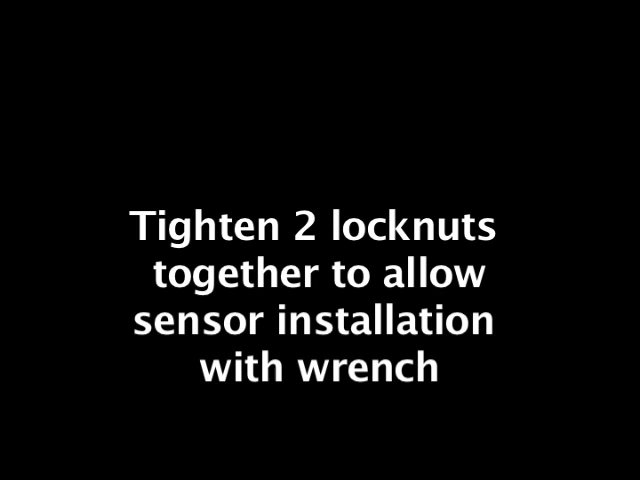 Tighten 2 locknuts
together to allow
sensor installation
with wrench